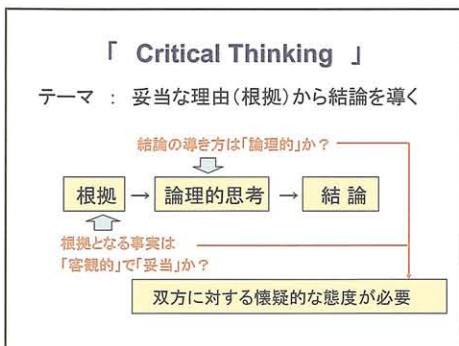 「 Critical Thinking 」
テーマ : 妥当な理由(根拠)から結論を導く
結論の導き方は「論理的」か?
根拠 → 論理的思考 → 結 論
根拠となる事実は
「客観的」で「妥当」か?
双方に対する懐疑的な態度が必要